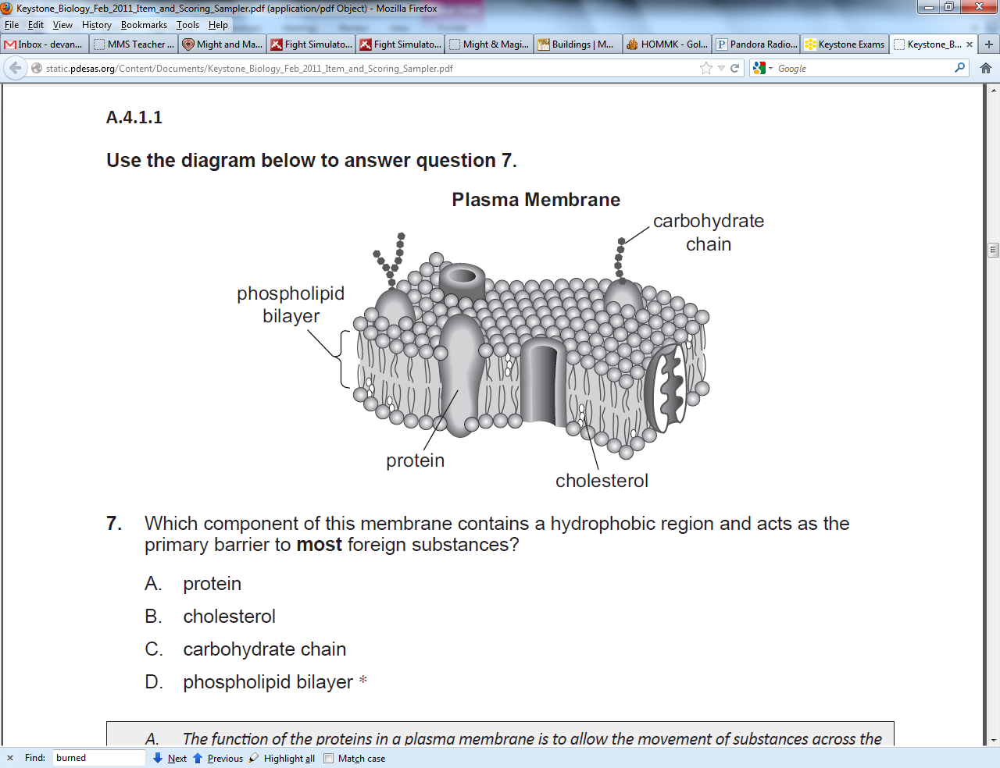 Keystone_Biology_Feb_2011_Item_and_Scoring_Sampler.pdf (application/pdf Object) - Mozilla Firefox
File Edit View History Bookmarks Tools Help
Inbox - devan... MMS Teacher ... Might and Ma... Fight Simulato... Fight Simulato... Might & Magi... Buildings | M... HOMMK - Gol... Pandora Radio... Keystone Exams Keystone_B...
static.pdesas.org/Content/Documents/Keystone_Biology_Feb_2011_Item_and_Scoring_Sampler.pdf Google
A.4.1.1
Use the diagram below to answer question 7.
Plasma Membrane
carbohydrate
chain
phospholipid
bilayer
protein
cholesterol
7. Which component of this membrane contains a hydrophobic region and acts as the
primary barrier to most foreign substances?
A. protein
B. cholesterol
C. carbohydrate chain
D. phospholipid bilayer *
A. The function of the proteins in a plasma membrane is to allow the movement of substances across the
x Find: burned Next Previous Highlight all Match case